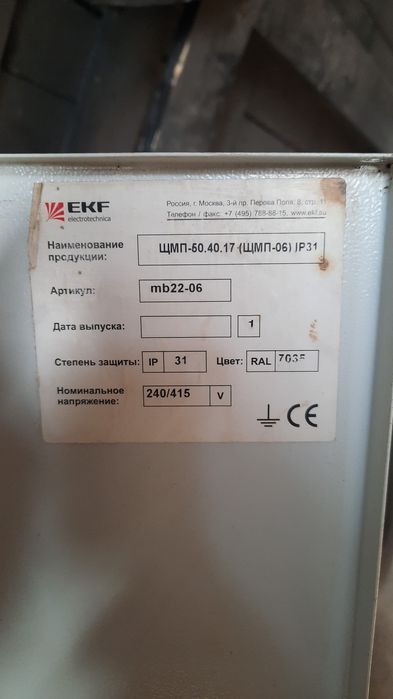 EKF
electrotechnica
Россия, г. Москва, 3-й пр. Перова Поля, 8, стр. 11
Телефон / факс: +7 (495) 788-88-15, www.ekf.su
Наименование продукции: ЩМП-50.40.17 (ЩМП-06) IP31
Артикул: mb22-06
Дата выпуска: 1
Степень защиты: IP 31 Цвет: RAL 7035
Номинальное напряжение: 240/415 V
CE